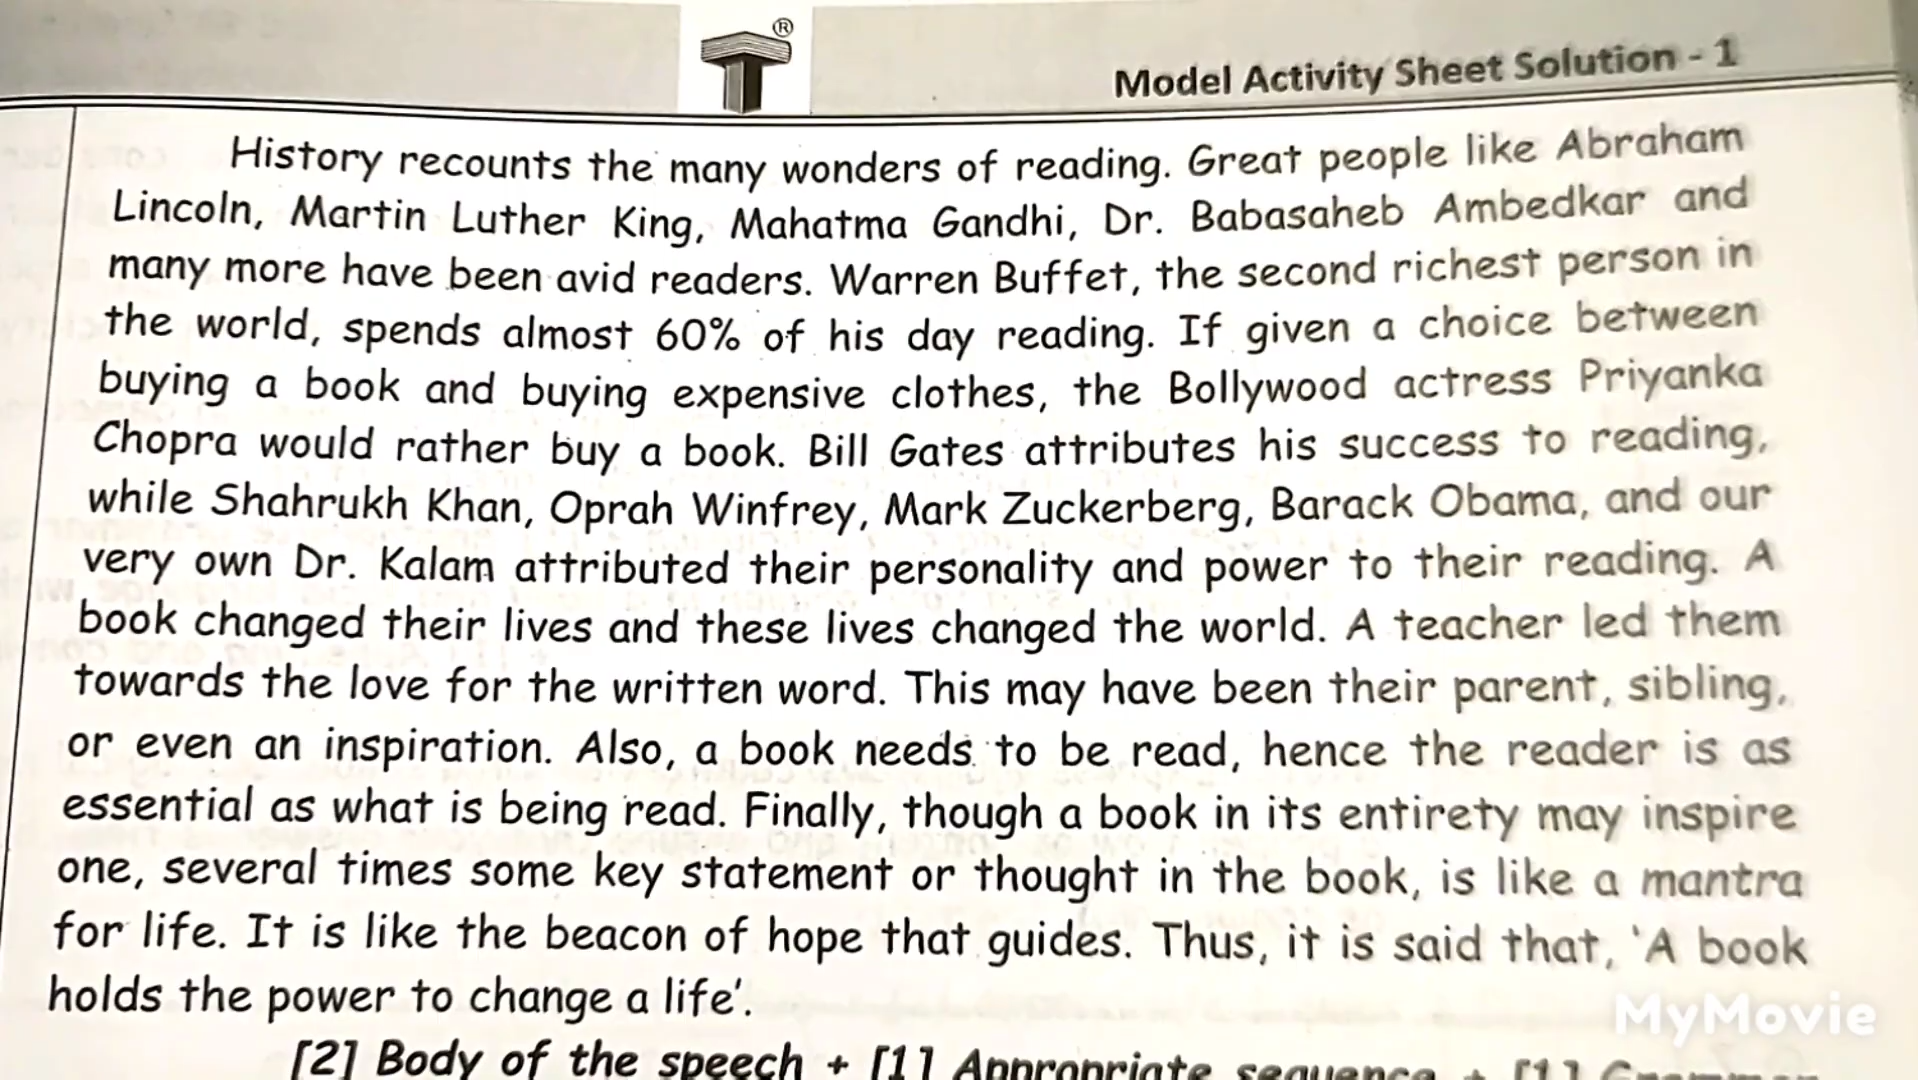 ®
Model Activity Sheet Solution - 1
History recounts the many wonders of reading. Great people like Abraham
Lincoln, Martin Luther King, Mahatma Gandhi, Dr. Babasaheb Ambedkar and
many more have been avid readers. Warren Buffet, the second richest person in
the world, spends almost 60% of his day reading. If given a choice between
buying a book and buying expensive clothes, the Bollywood actress Priyanka
Chopra would rather buy a book. Bill Gates attributes his success to reading,
while Shahrukh Khan, Oprah Winfrey, Mark Zuckerberg, Barack Obama, and our
very own Dr. Kalam attributed their personality and power to their reading. A
book changed their lives and these lives changed the world. A teacher led them
towards the love for the written word. This may have been their parent, sibling,
or even an inspiration. Also, a book needs to be read, hence the reader is as
essential as what is being read. Finally, though a book in its entirety may inspire
one, several times some key statement or thought in the book, is like a mantra
for life. It is like the beacon of hope that guides. Thus, it is said that, 'A book
holds the power to change a life'.
MyMovie
[2] Body of the speech + [1] Appropriate sequence + [1] Grammar